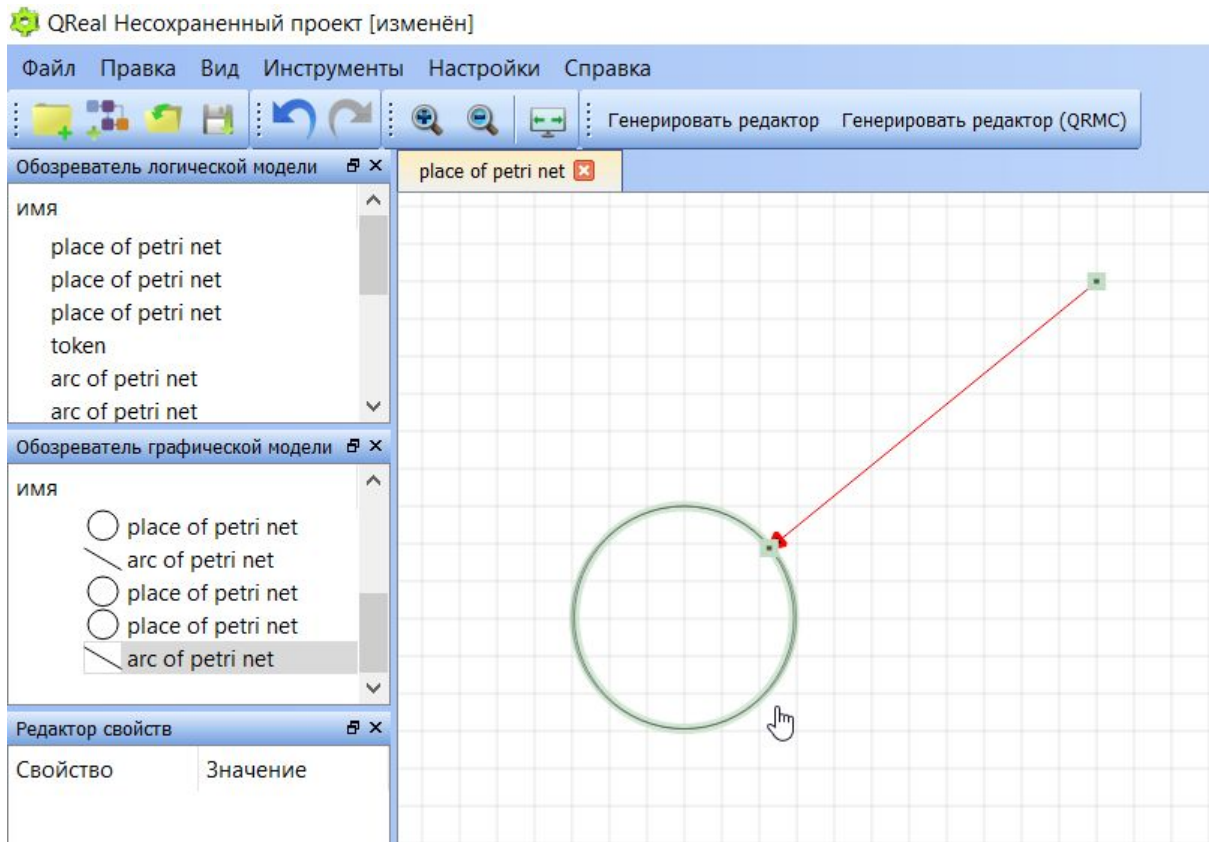 QReal Несохраненный проект [изменён]
Файл Правка Вид Инструменты Настройки Справка
Генерировать редактор Генерировать редактор (QRMC)
Обозреватель логической модели
имя
place of petri net
place of petri net
place of petri net
token
arc of petri net
arc of petri net
Обозреватель графической модели
имя
place of petri net
arc of petri net
place of petri net
place of petri net
arc of petri net
Редактор свойств
Свойство Значение
place of petri net